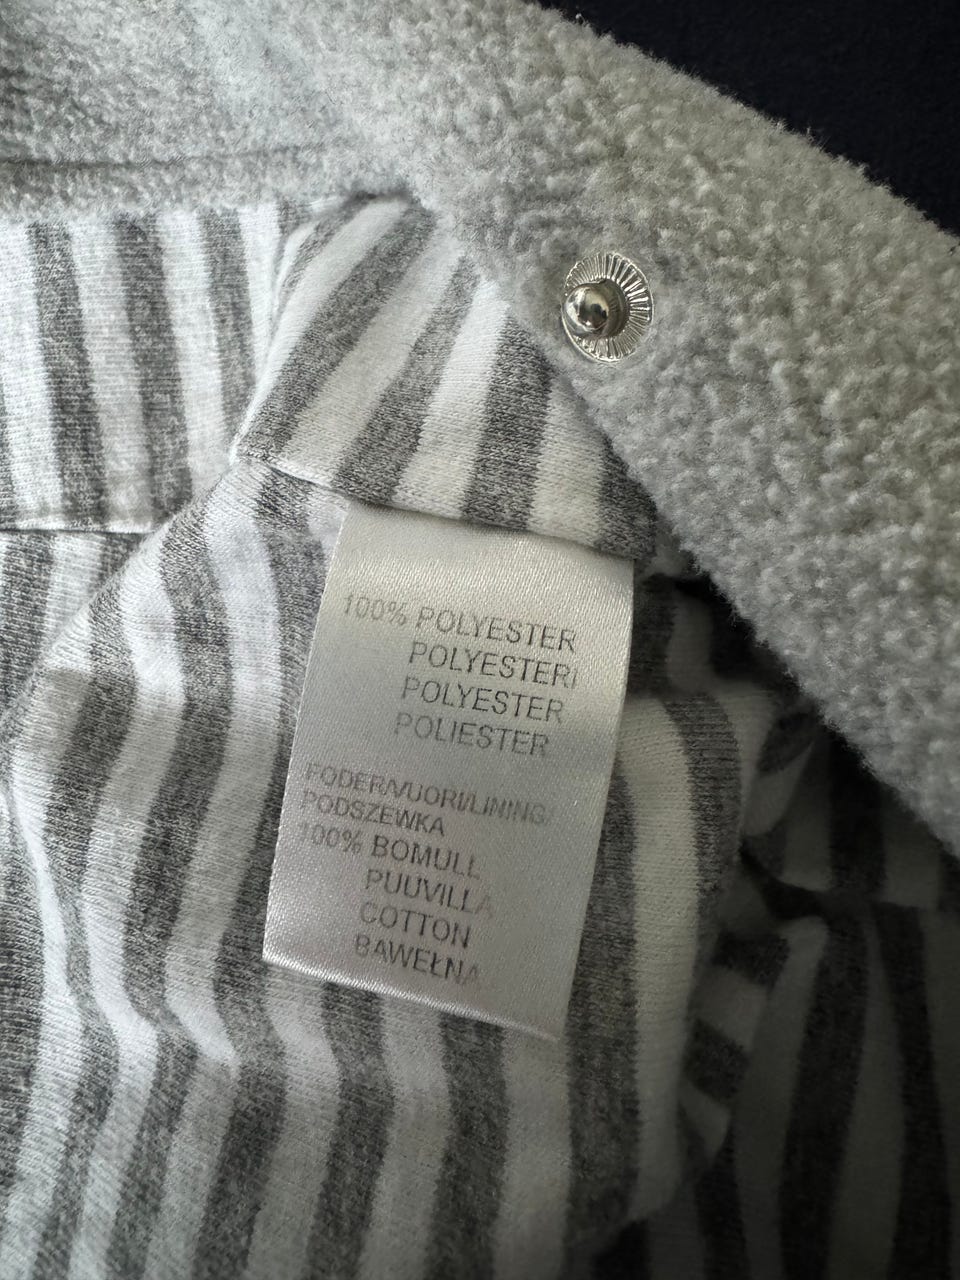 100% POLYESTER
POLYESTERI
POLYESTER
POLIESTER
FODER/VUORI/LINING/
PODSZEWKA
100% BOMULL
PUUVILLA
COTTON
BAWEŁNA